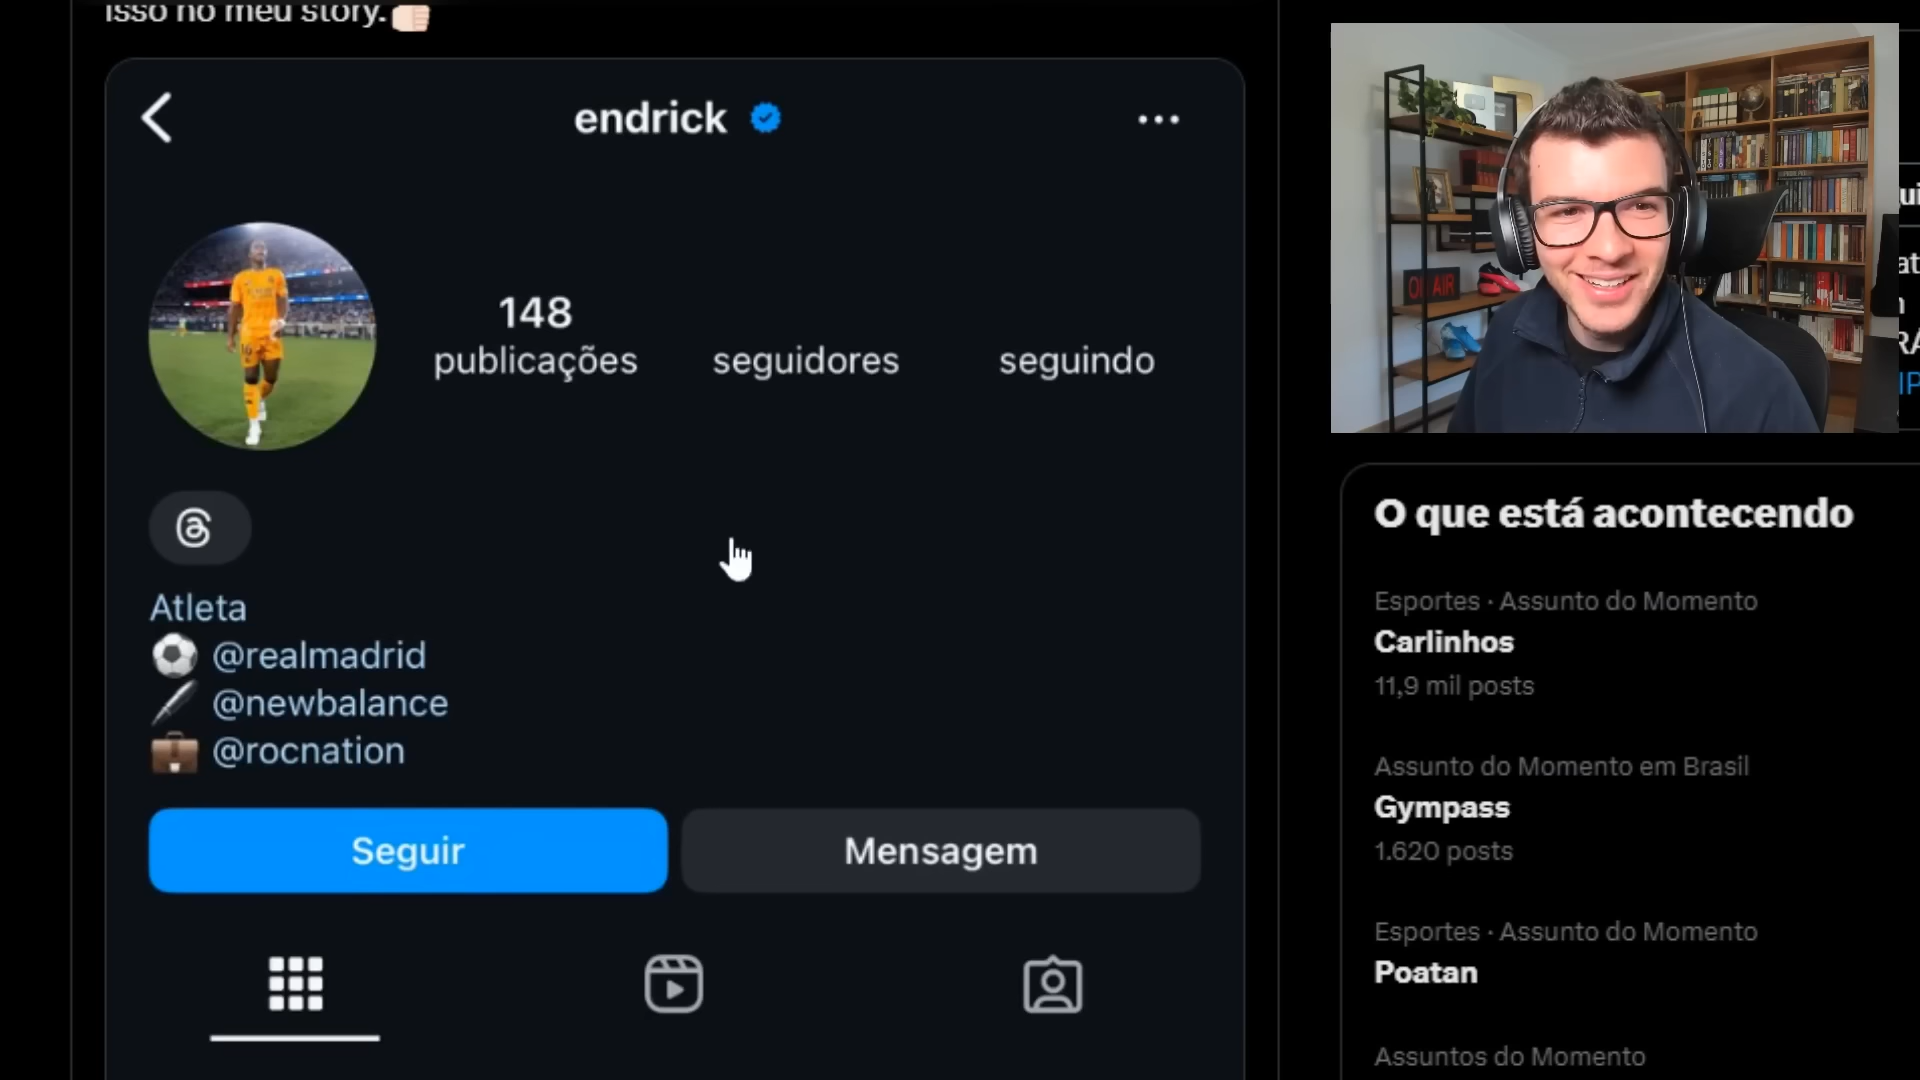 isso no meu story.
endrick
148
publicações
seguidores
seguindo
Atleta
@realmadrid
@newbalance
@rocnation
Seguir
Mensagem
ON AIR
O que está acontecendo
Esportes · Assunto do Momento
Carlinhos
11,9 mil posts
Assunto do Momento em Brasil
Gympass
1.620 posts
Esportes · Assunto do Momento
Poatan
Assuntos do Momento